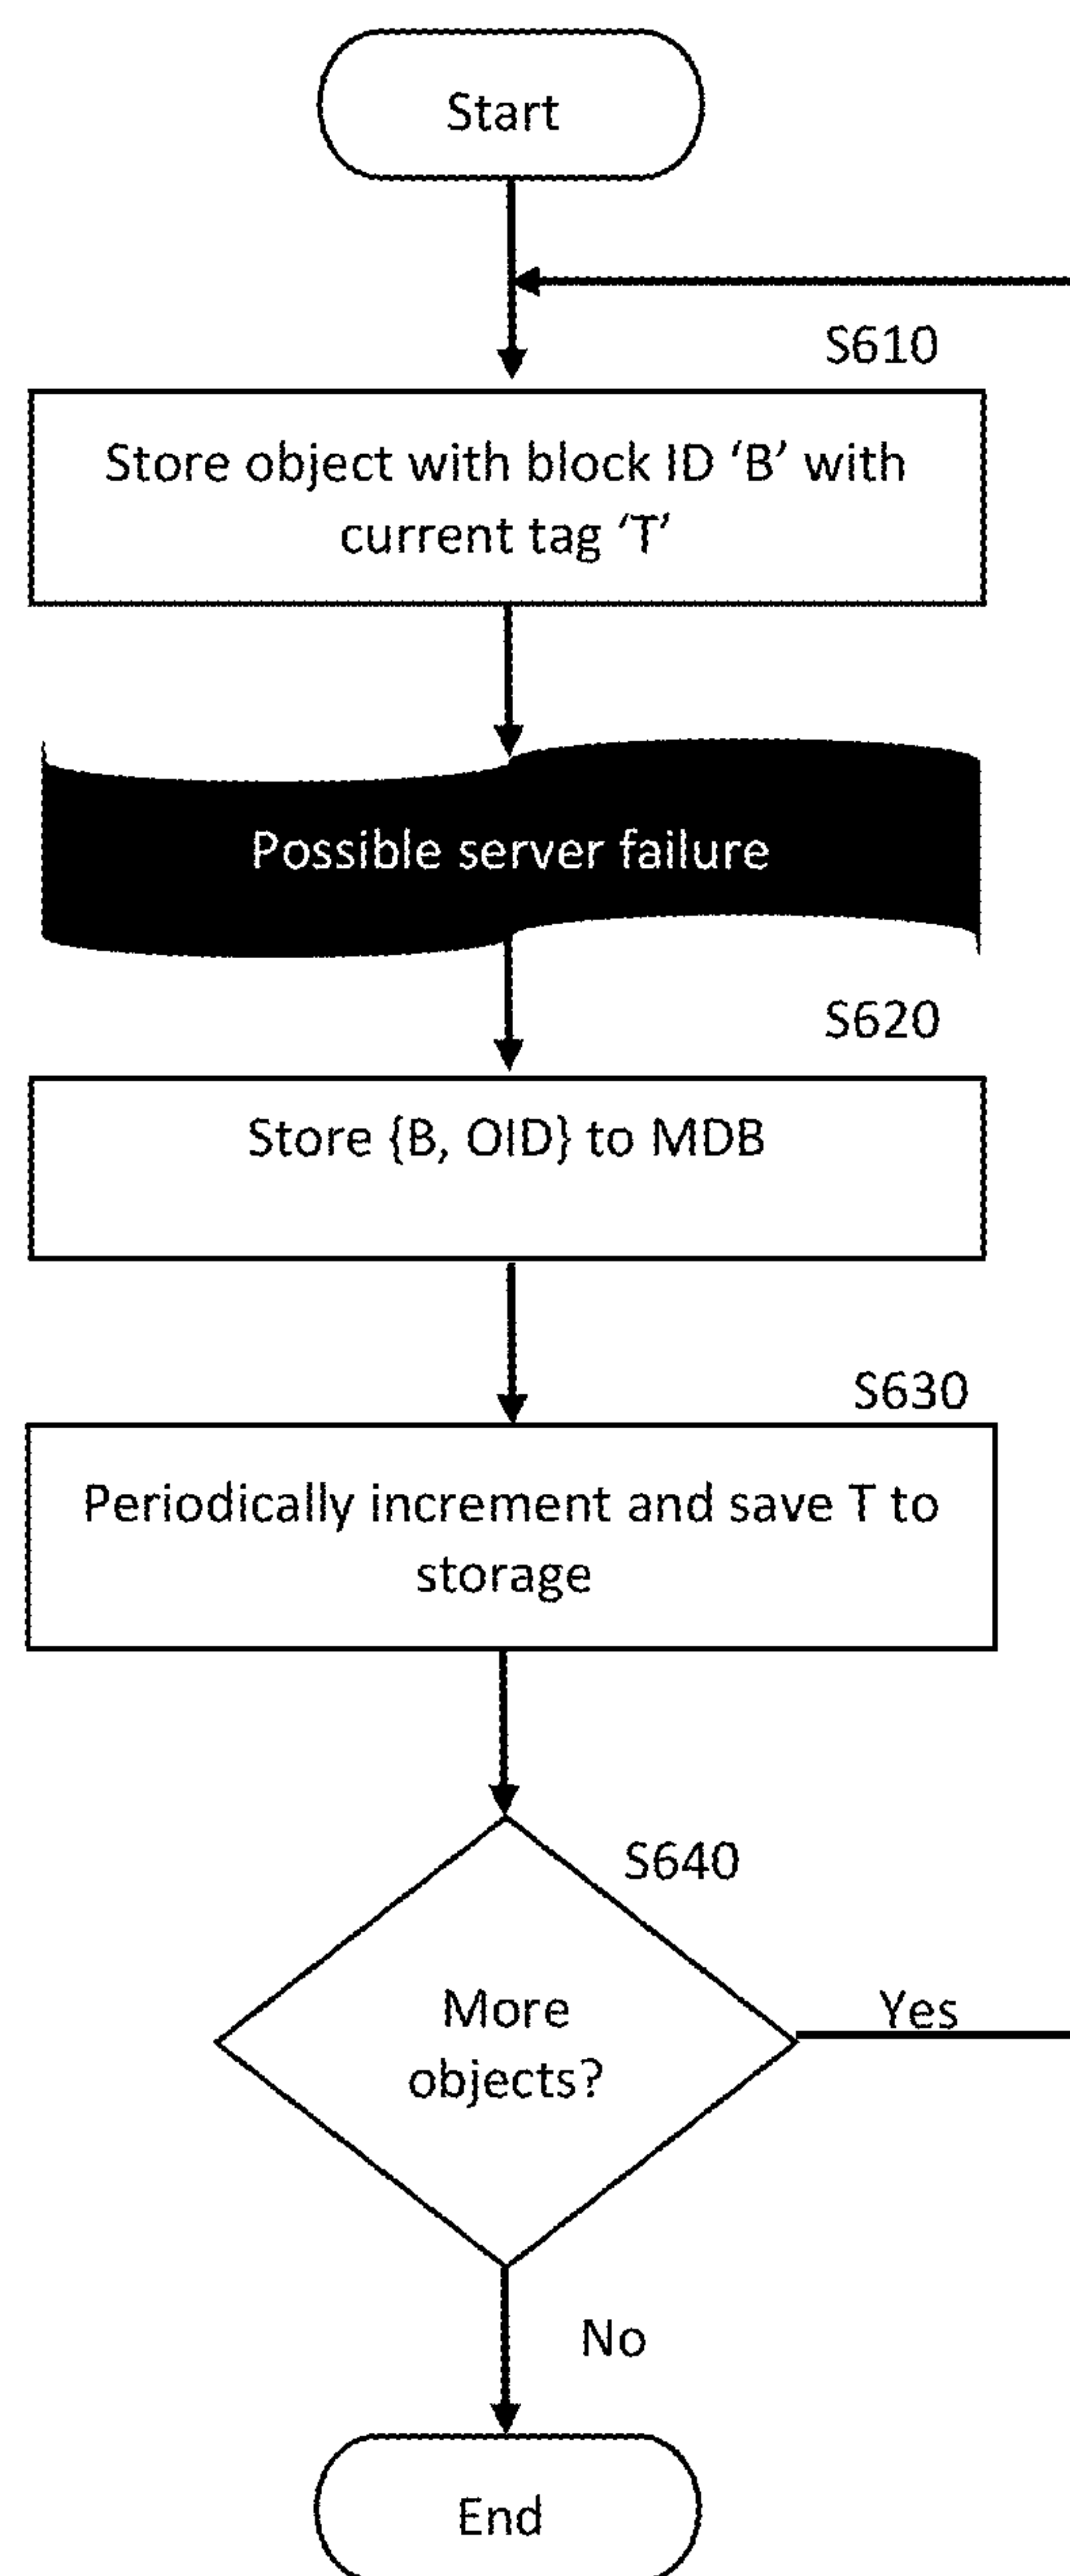 Start
S610
Store object with block ID ‘B’ with
current tag ‘T’
Possible server failure
S620
Store {B, OID} to MDB
S630
Periodically increment and save T to
storage
S640
More
objects?
Yes
No
End